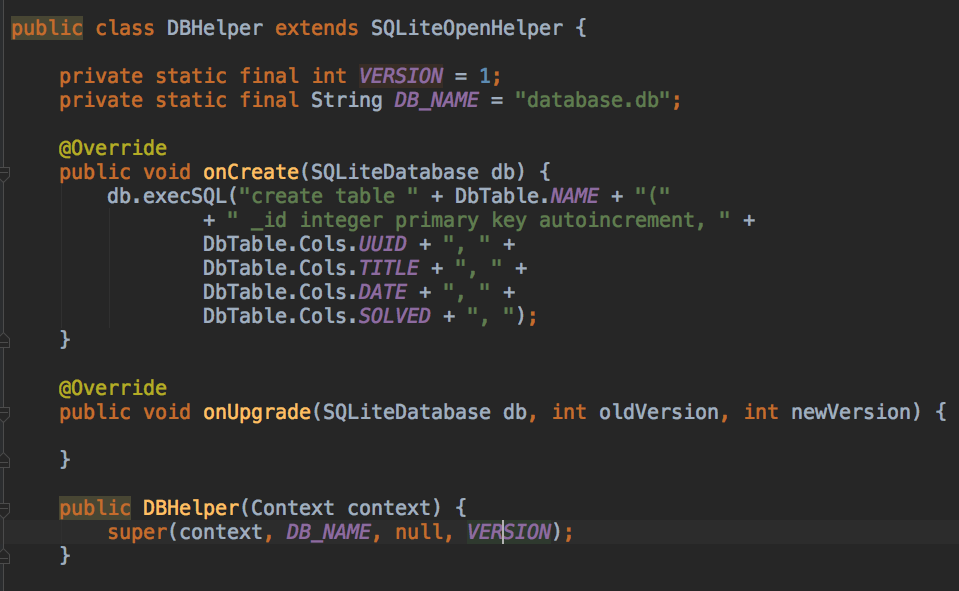 public class DBHelper extends SQLiteOpenHelper {
private static final int VERSION = 1;
private static final String DB_NAME = "database.db";
@Override
public void onCreate(SQLiteDatabase db) {
db.execSQL("create table " + DbTable.NAME + "("
+ " _id integer primary key autoincrement, " +
DbTable.Cols.UUID + ", " +
DbTable.Cols.TITLE + ", " +
DbTable.Cols.DATE + ", " +
DbTable.Cols.SOLVED + ", ");
}
@Override
public void onUpgrade(SQLiteDatabase db, int oldVersion, int newVersion) {
}
public DBHelper(Context context) {
super(context, DB_NAME, null, VERSION);
}